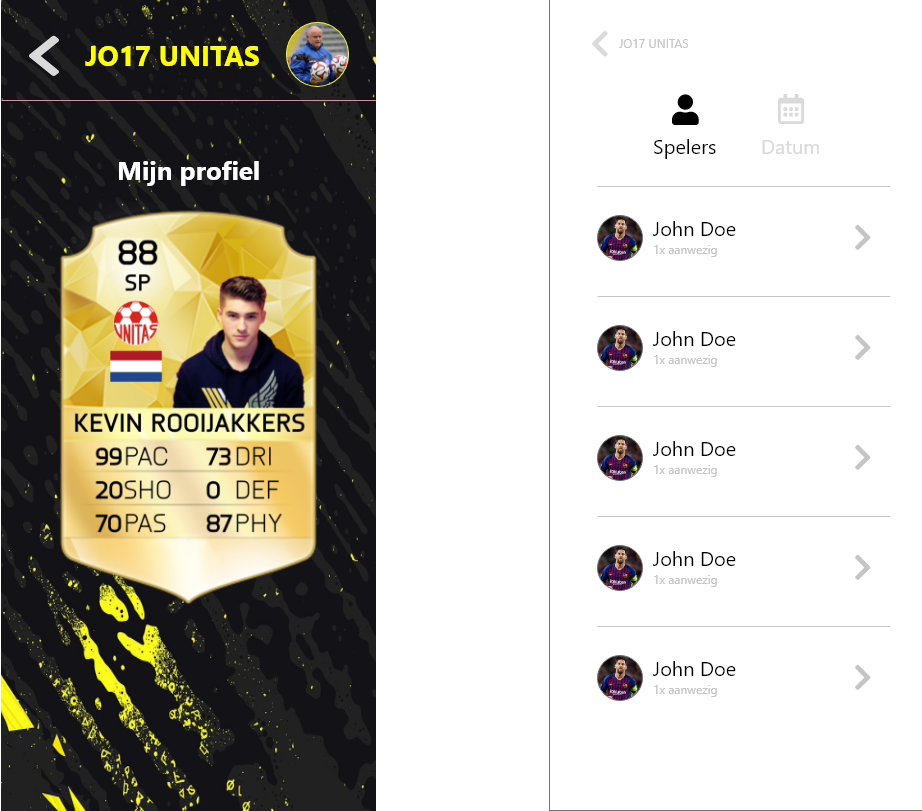 JO17 UNITAS
Mijn profiel
88
SP
UNITAS
KEVIN ROOIJAKKERS
99 PAC 73 DRI
20 SHO 0 DEF
70 PAS 87 PHY
JO17 UNITAS
Spelers Datum
John Doe
1x aanwezig
John Doe
1x aanwezig
John Doe
1x aanwezig
John Doe
1x aanwezig
John Doe
1x aanwezig